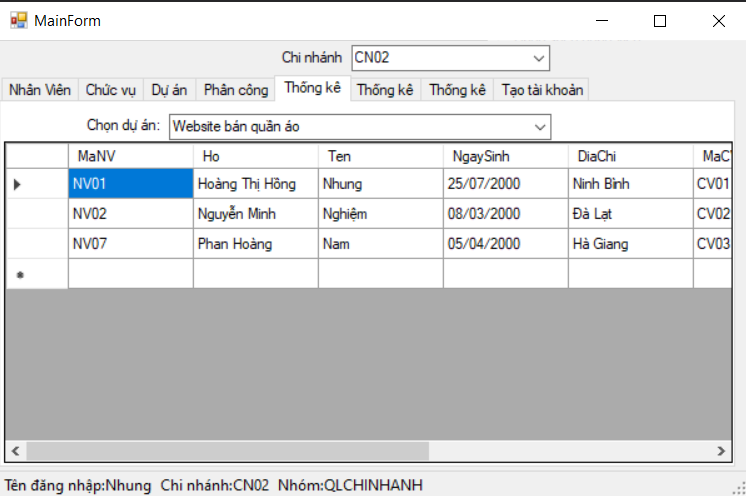 MainForm
Chi nhánh CN02
Nhân Viên Chức vụ Dự án Phân công Thống kê Thống kê Thống kê Tạo tài khoản
Chọn dự án: Website bán quần áo
MaNV Ho Ten NgaySinh DiaChi MaC
NV01 Hoàng Thị Hồng Nhung 25/07/2000 Ninh Bình CV01
NV02 Nguyễn Minh Nghiệm 08/03/2000 Đà Lạt CV02
NV07 Phan Hoàng Nam 05/04/2000 Hà Giang CV03
Tên đăng nhập:Nhung Chi nhánh:CN02 Nhóm:QLCHINHANH